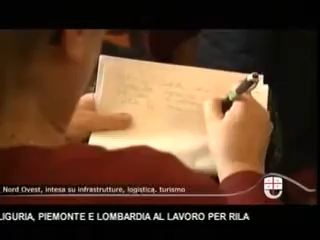 Nord Ovest, intesa su infrastrutture, logistica, turismo
LIGURIA, PIEMONTE E LOMBARDIA AL LAVORO PER RILA